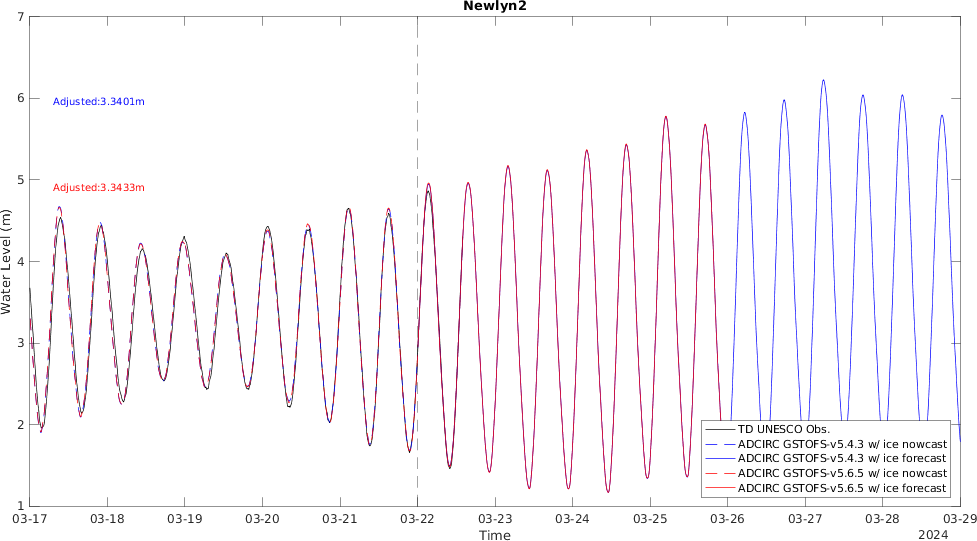 Newlyn2
7
6
5
4
3
2
1
Water Level (m)
Adjusted:3.3401m
Adjusted:3.3433m
TD UNESCO Obs.
ADCIRC GSTOFS-v5.4.3 w/ ice nowcast
ADCIRC GSTOFS-v5.4.3 w/ ice forecast
ADCIRC GSTOFS-v5.6.5 w/ ice nowcast
ADCIRC GSTOFS-v5.6.5 w/ ice forecast
03-17 03-18 03-19 03-20 03-21 03-22 03-23 03-24 03-25 03-26 03-27 03-28 03-29
Time
2024